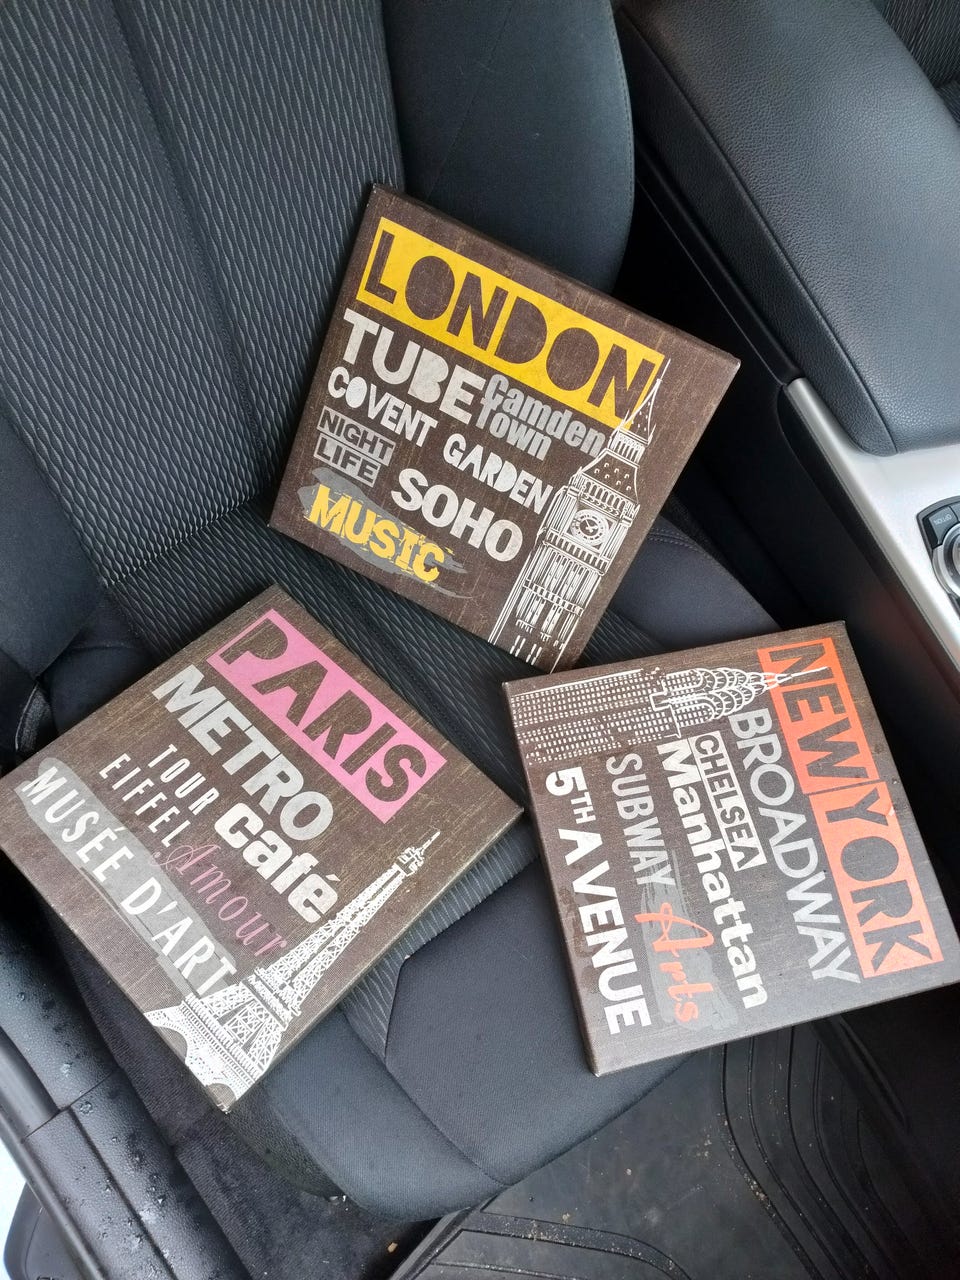 LONDON
TUBE
Camden
Town
COVENT GARDEN
NIGHT
LIFE
SOHO
MUSIC
PARIS
METRO
TOUR
EIFFEL
café
Amour
MUSÉE D'ART
NEW YORK
BROADWAY
CHELSEA
Manhattan
SUBWAY
Arts
5TH AVENUE
OPTION